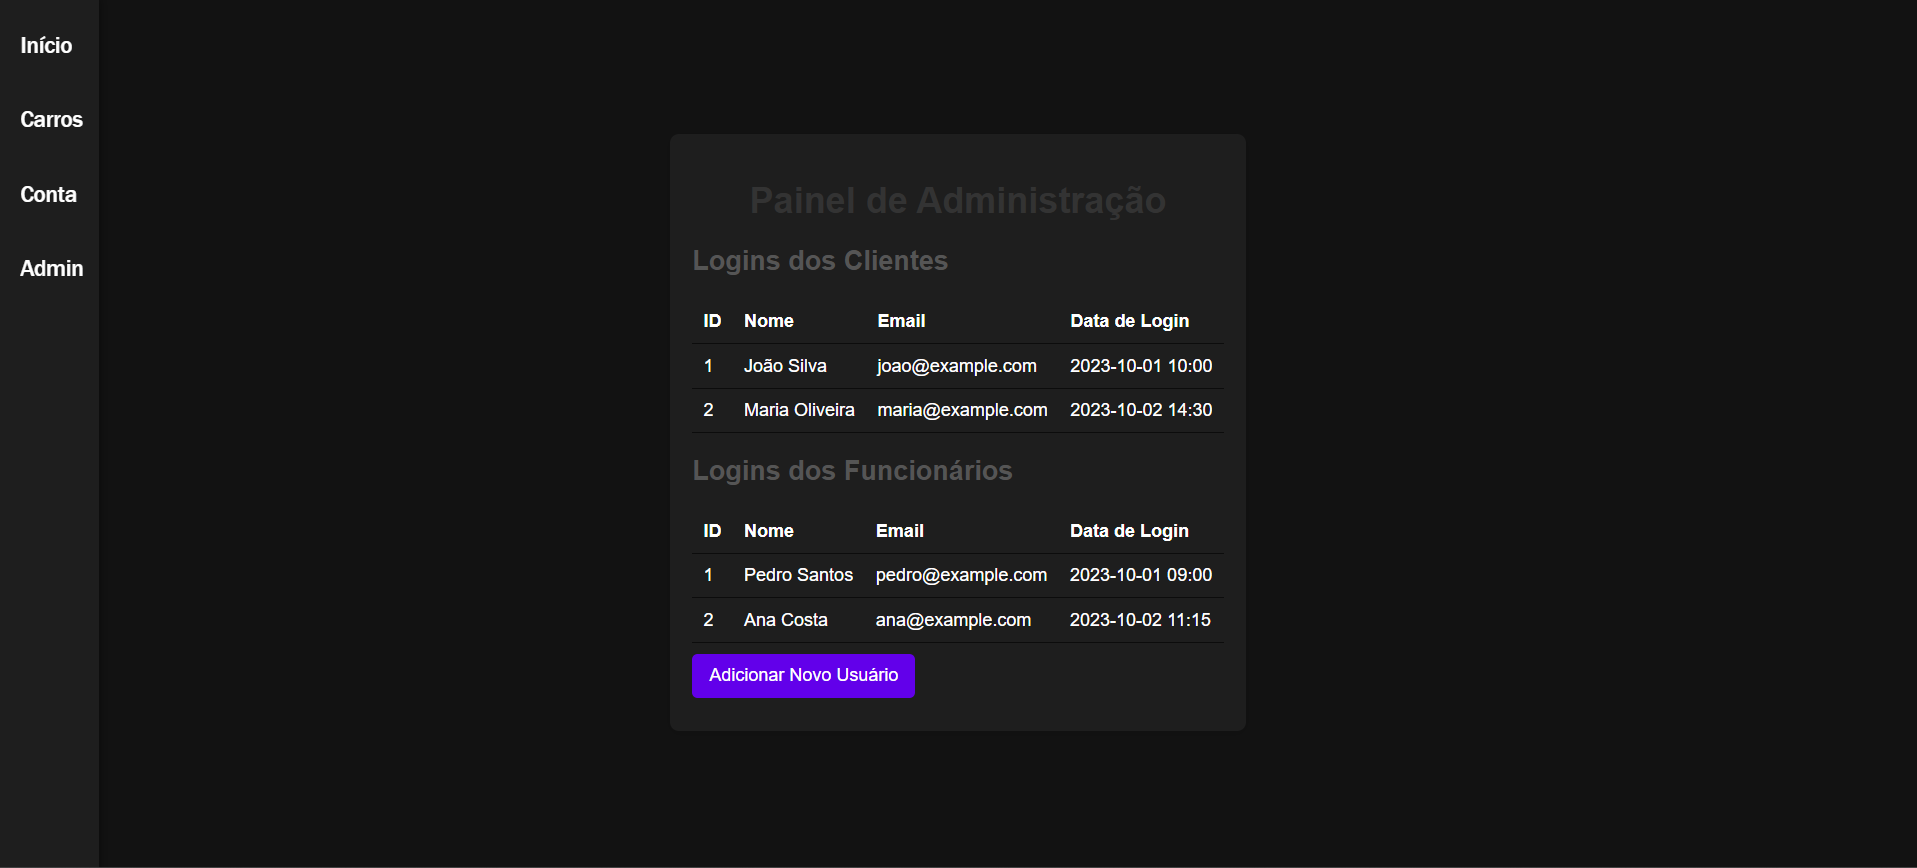 Início
Carros
Conta
Admin
Painel de Administração
Logins dos Clientes
ID Nome Email Data de Login
1 João Silva joao@example.com 2023-10-01 10:00
2 Maria Oliveira maria@example.com 2023-10-02 14:30
Logins dos Funcionários
ID Nome Email Data de Login
1 Pedro Santos pedro@example.com 2023-10-01 09:00
2 Ana Costa ana@example.com 2023-10-02 11:15
Adicionar Novo Usuário